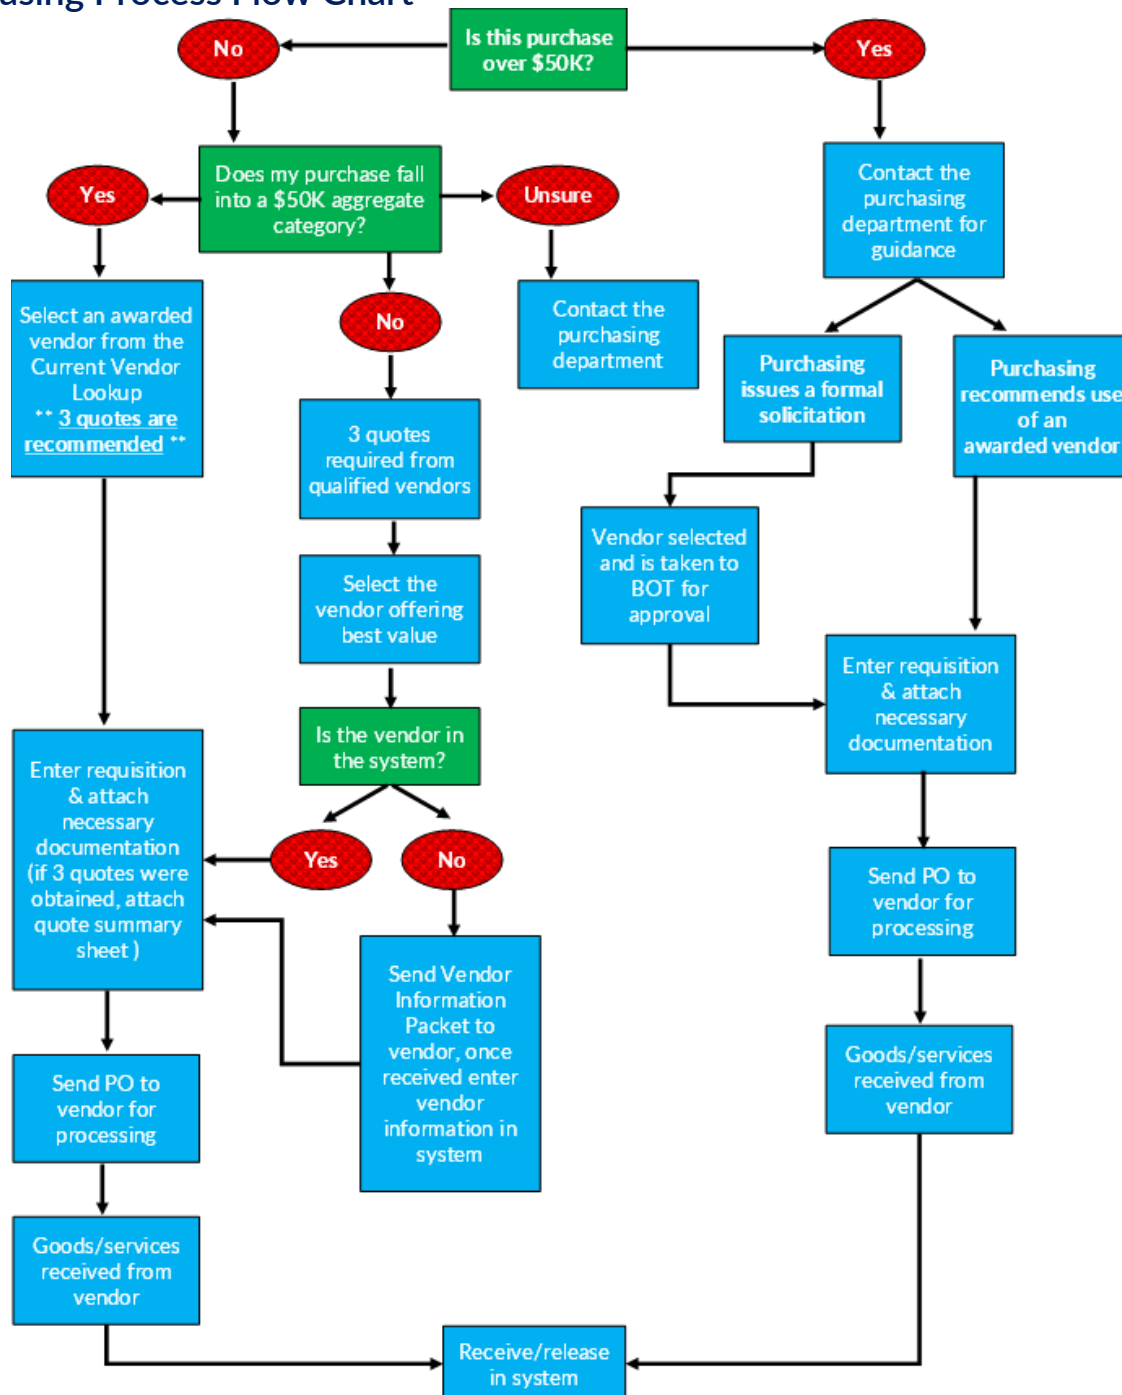 Process Flow Chart
No
Is this purchase
over $50K?
Yes
Does my purchase fall
into a $50K aggregate
category?
Yes
Unsure
Contact the
purchasing
department for
guidance
Select an awarded
vendor from the
Current Vendor
Lookup
** 3 quotes are
recommended **
No
Contact the
purchasing
department
Purchasing
issues a formal
solicitation
Purchasing
recommends use
of an
awarded vendor
3 quotes
required from
qualified vendors
Vendor selected
and is taken to
BOT for
approval
Select the
vendor offering
best value
Enter requisition
& attach
necessary
documentation
Is the vendor in
the system?
Enter requisition
& attach
necessary
documentation
(if 3 quotes were
obtained, attach
quote summary
sheet )
Yes
No
Send PO to
vendor for
processing
Send Vendor
Information
Packet to
vendor, once
received enter
vendor
information in
system
Goods/services
received from
vendor
Send PO to
vendor for
processing
Goods/services
received from
vendor
Receive/release
in system